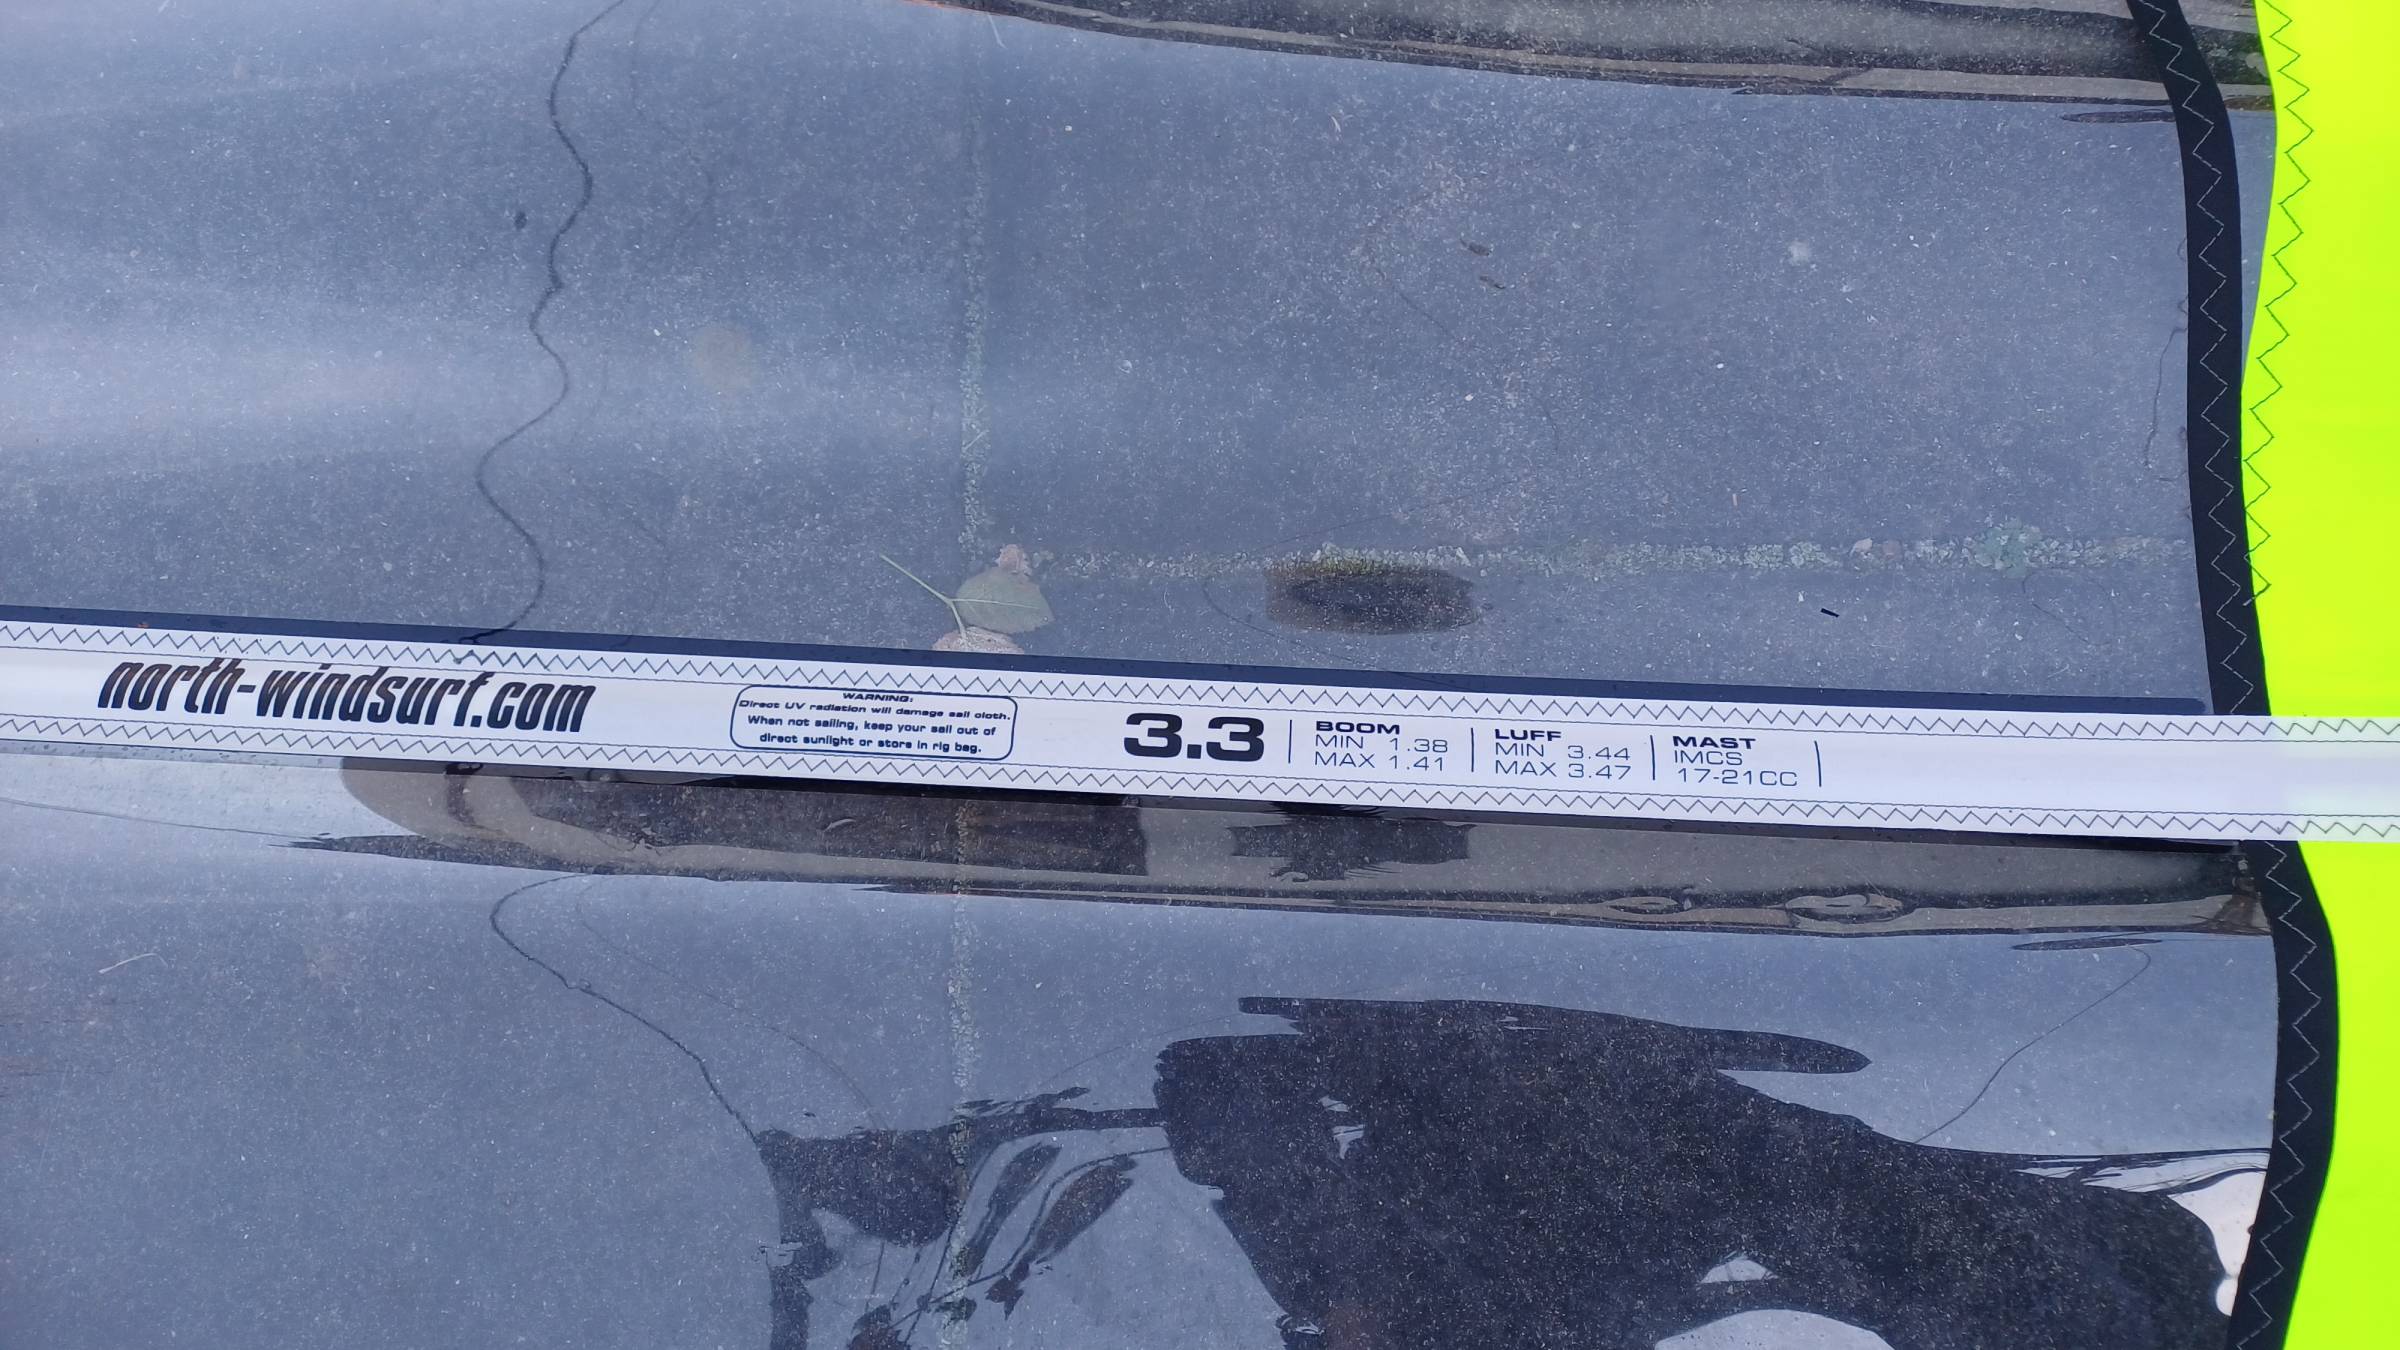 north-windsurf.com
WARNING:
Direct UV radiation will damage sail cloth.
When not sailing, keep your sail out of
direct sunlight or store in rig bag.
3.3
BOOM
MIN 1.38
MAX 1.41
LUFF
MIN 3.44
MAX 3.47
MAST
IMCS
17-21CC